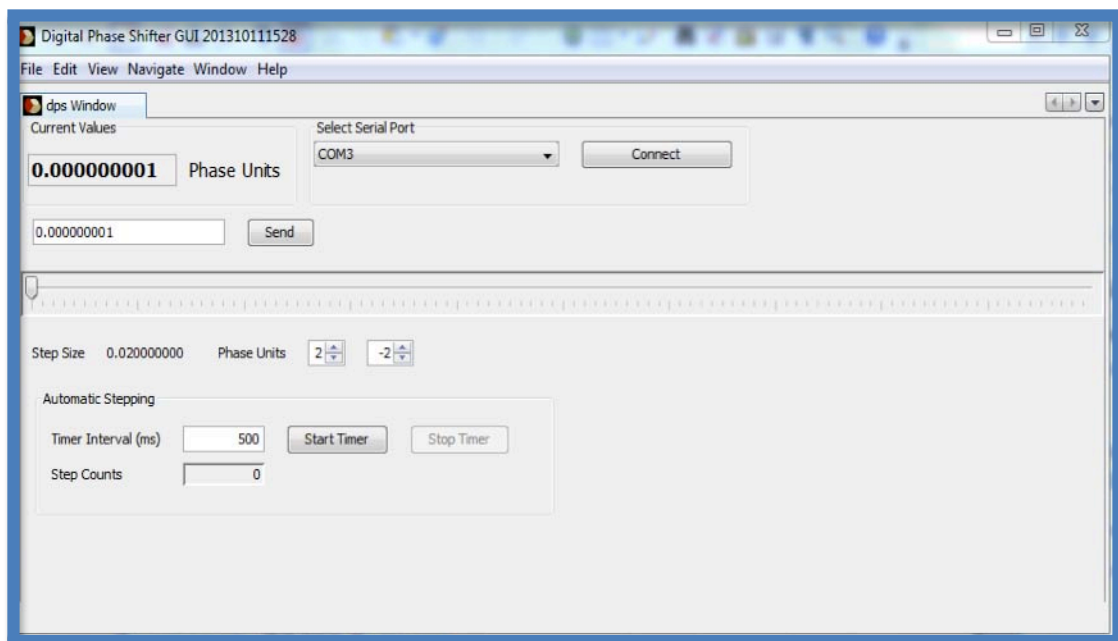 Digital Phase Shifter GUI 201310111528
File Edit View Navigate Window Help
dps Window
Current Values
Select Serial Port
COM3
Connect
0.000000001 Phase Units
0.000000001
Send
Step Size 0.020000000 Phase Units 2 -2
Automatic Stepping
Timer Interval (ms) 500 Start Timer Stop Timer
Step Counts 0